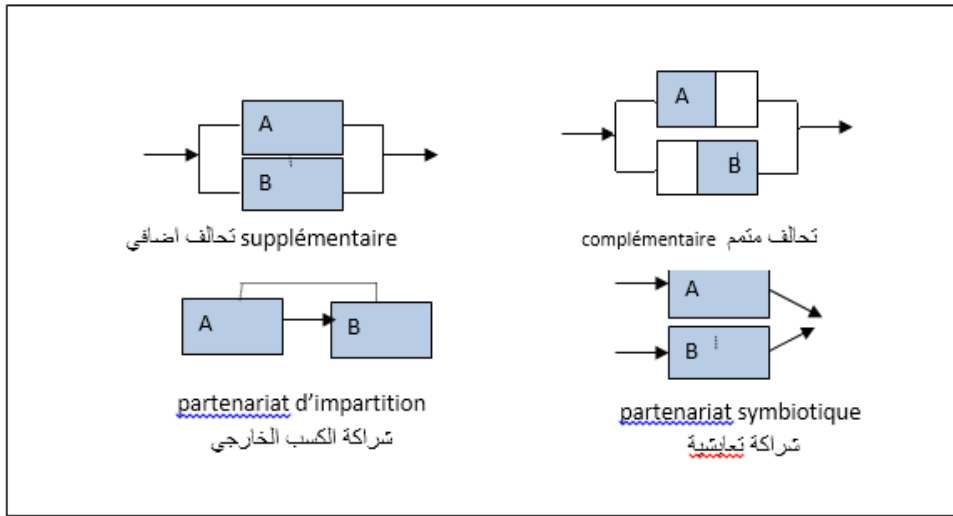 A
B
تحالف اضافي supplémentaire
A
B
تحالف متمم complémentaire
A
B
partenariat d'impartition
شراكة الكسب الخارجي
A
B
partenariat symbiotique
شراكة تعايشية